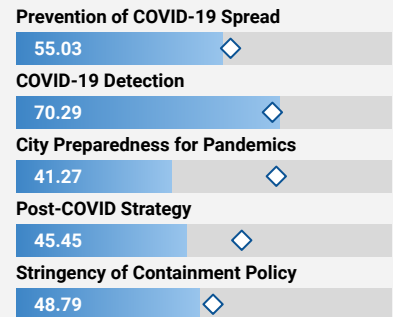 Prevention of COVID-19 Spread
55.03
COVID-19 Detection
70.29
City Preparedness for Pandemics
41.27
Post-COVID Strategy
45.45
Stringency of Containment Policy
48.79